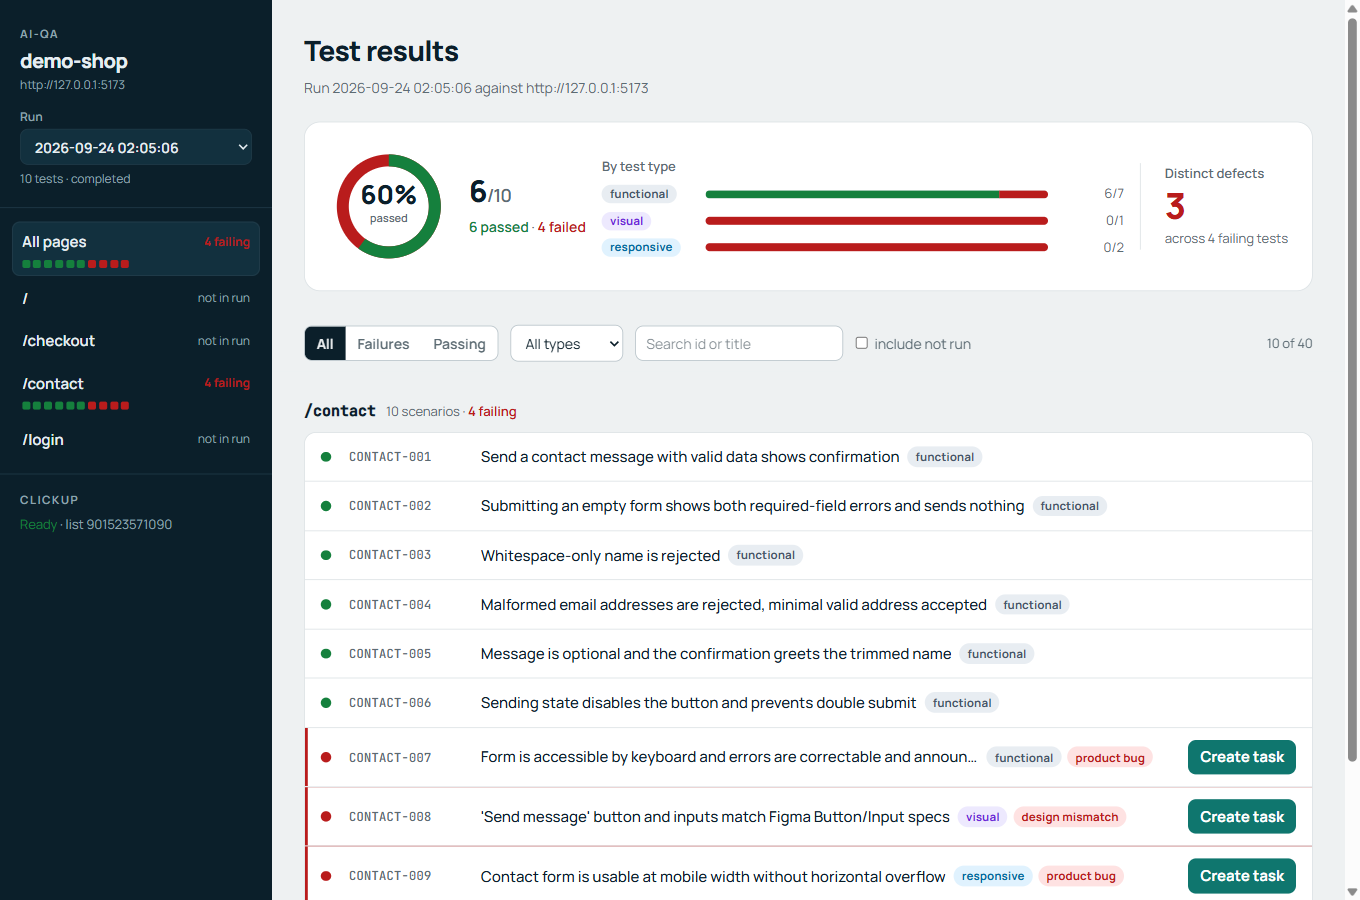 AI-QA
demo-shop
http://127.0.0.1:5173
Run
2026-09-24 02:05:06
10 tests · completed
All pages 4 failing
/ not in run
/checkout not in run
/contact 4 failing
/login not in run
CLICKUP
Ready · list 901523571090
Test results
Run 2026-09-24 02:05:06 against http://127.0.0.1:5173
60%
passed
6/10
6 passed · 4 failed
By test type
functional 6/7
visual 0/1
responsive 0/2
Distinct defects
3
across 4 failing tests
All Failures Passing All types Search id or title include not run 10 of 40
/contact 10 scenarios · 4 failing
CONTACT-001 Send a contact message with valid data shows confirmation functional
CONTACT-002 Submitting an empty form shows both required-field errors and sends nothing functional
CONTACT-003 Whitespace-only name is rejected functional
CONTACT-004 Malformed email addresses are rejected, minimal valid address accepted functional
CONTACT-005 Message is optional and the confirmation greets the trimmed name functional
CONTACT-006 Sending state disables the button and prevents double submit functional
CONTACT-007 Form is accessible by keyboard and errors are correctable and announ... functional product bug Create task
CONTACT-008 'Send message' button and inputs match Figma Button/Input specs visual design mismatch Create task
CONTACT-009 Contact form is usable at mobile width without horizontal overflow responsive product bug Create task